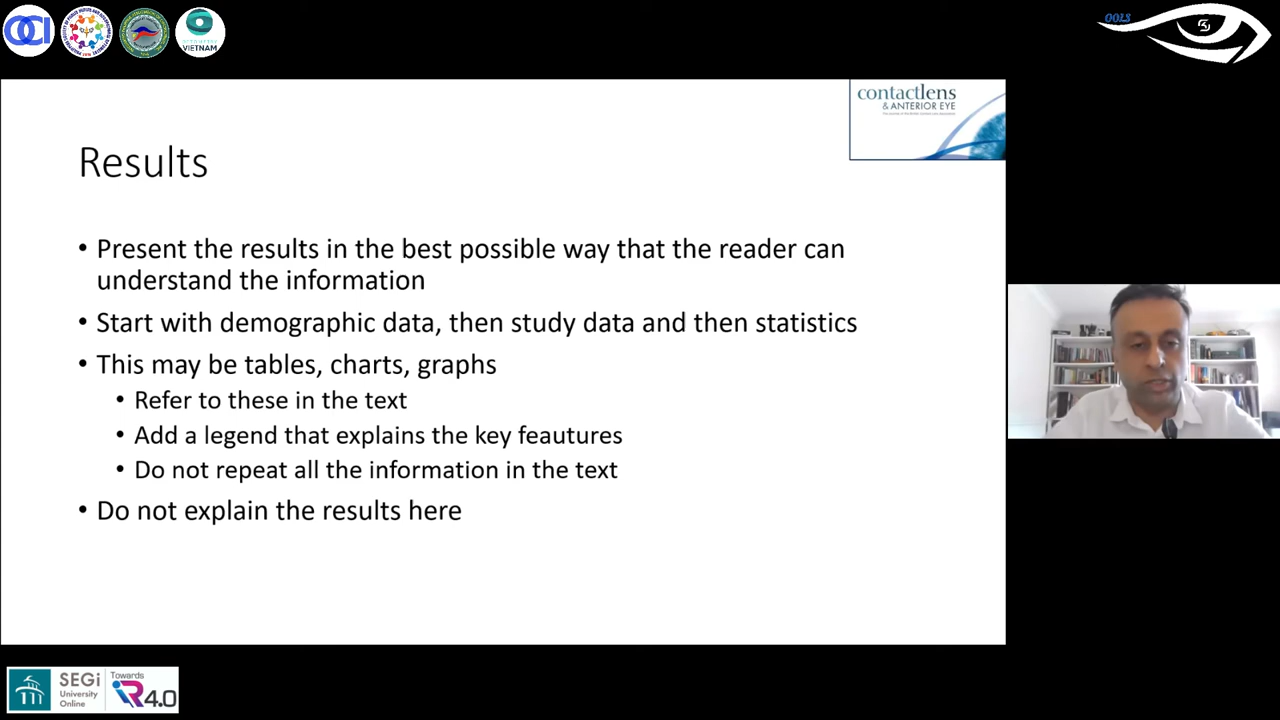 OCI
VIETNAM
OOLS
contactlens
& ANTERIOR EYE
Results
• Present the results in the best possible way that the reader can
understand the information
• Start with demographic data, then study data and then statistics
• This may be tables, charts, graphs
• Refer to these in the text
• Add a legend that explains the key feautures
• Do not repeat all the information in the text
• Do not explain the results here
SEGi
University
Online
Towards
iR4.0